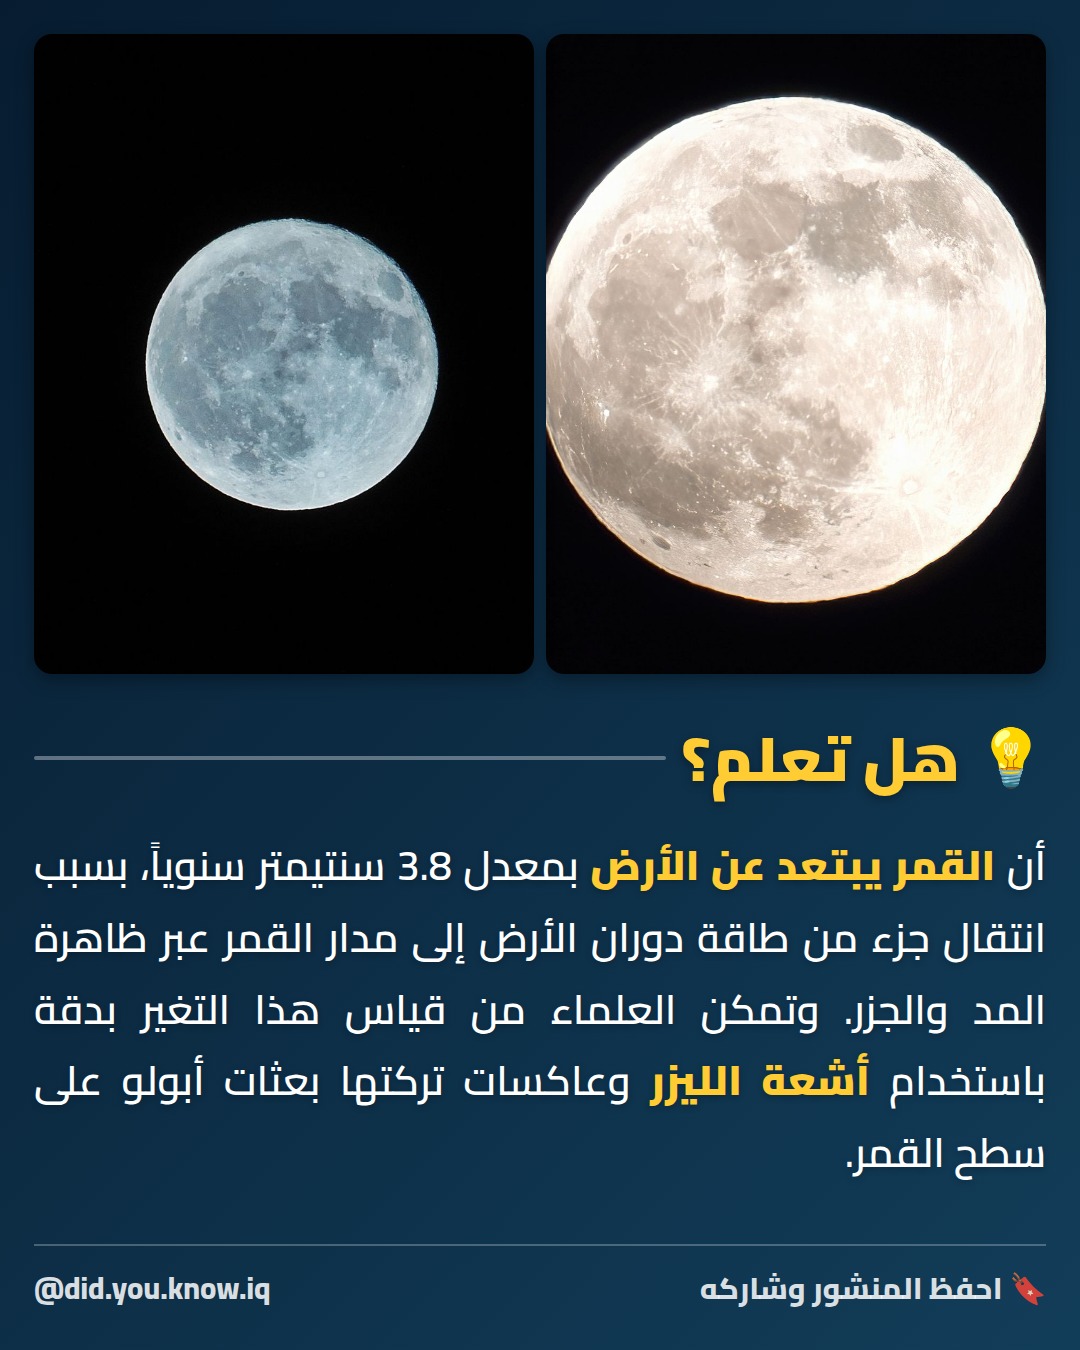 💡 هل تعلم؟
أن القمر يبتعد عن الأرض بمعدل 3.8 سنتيمتر سنوياً، بسبب
انتقال جزء من طاقة دوران الأرض إلى مدار القمر عبر ظاهرة
المد والجزر. وتمكن العلماء من قياس هذا التغير بدقة
باستخدام أشعة الليزر وعاكسات تركتها بعثات أبولو على
سطح القمر.
🔖 احفظ المنشور وشاركه
@did.you.know.iq